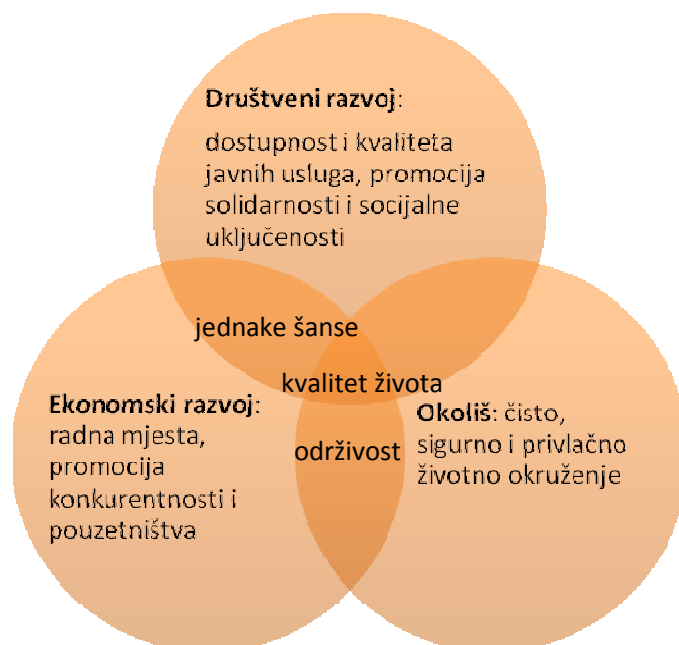 Društveni razvoj:
dostupnost i kvaliteta
javnih usluga, promocija
solidarnosti i socijalne
uključenosti
jednake šanse
kvalitet života
Ekonomski razvoj:
radna mjesta,
promocija
konkurentnosti i
pouzetništva
održivost
Okoliš: čisto,
sigurno i privlačno
životno okruženje